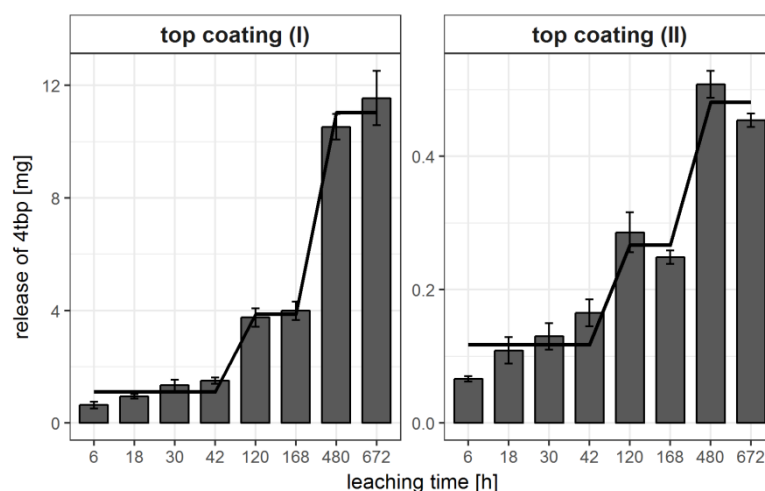 top coating (I)
top coating (II)
release of 4tbp [mg]
12
8
4
0
0.4
0.2
0.0
6 18 30 42 120 168 480 672
6 18 30 42 120 168 480 672
leaching time [h]